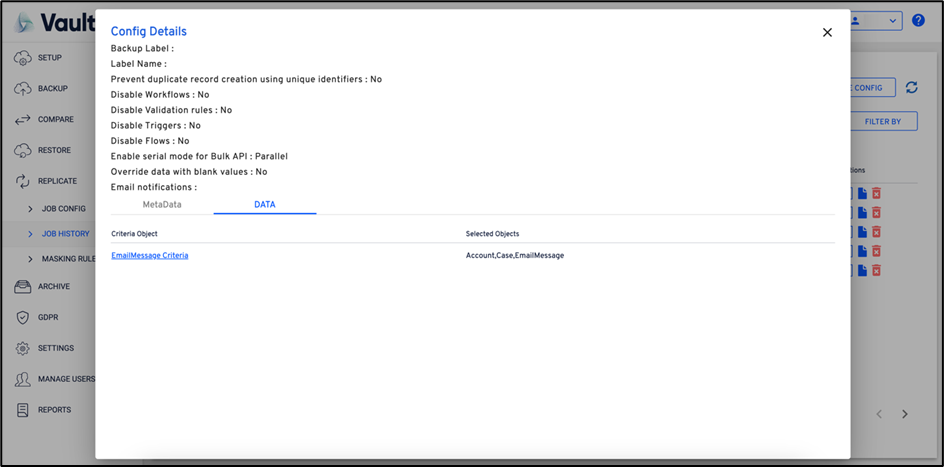 Vault
Config Details
Backup Label :
Label Name :
Prevent duplicate record creation using unique identifiers : No
Disable Workflows : No
Disable Validation rules : No
Disable Triggers : No
Disable Flows : No
Enable serial mode for Bulk API : Parallel
Override data with blank values : No
Email notifications :
MetaData DATA
Criteria Object Selected Objects
EmailMessage Criteria Account,Case,EmailMessage
SETUP
BACKUP
COMPARE
RESTORE
REPLICATE
JOB CONFIG
JOB HISTORY
MASKING RULE
ARCHIVE
GDPR
SETTINGS
MANAGE USERS
REPORTS
CONFIG
FILTER BY